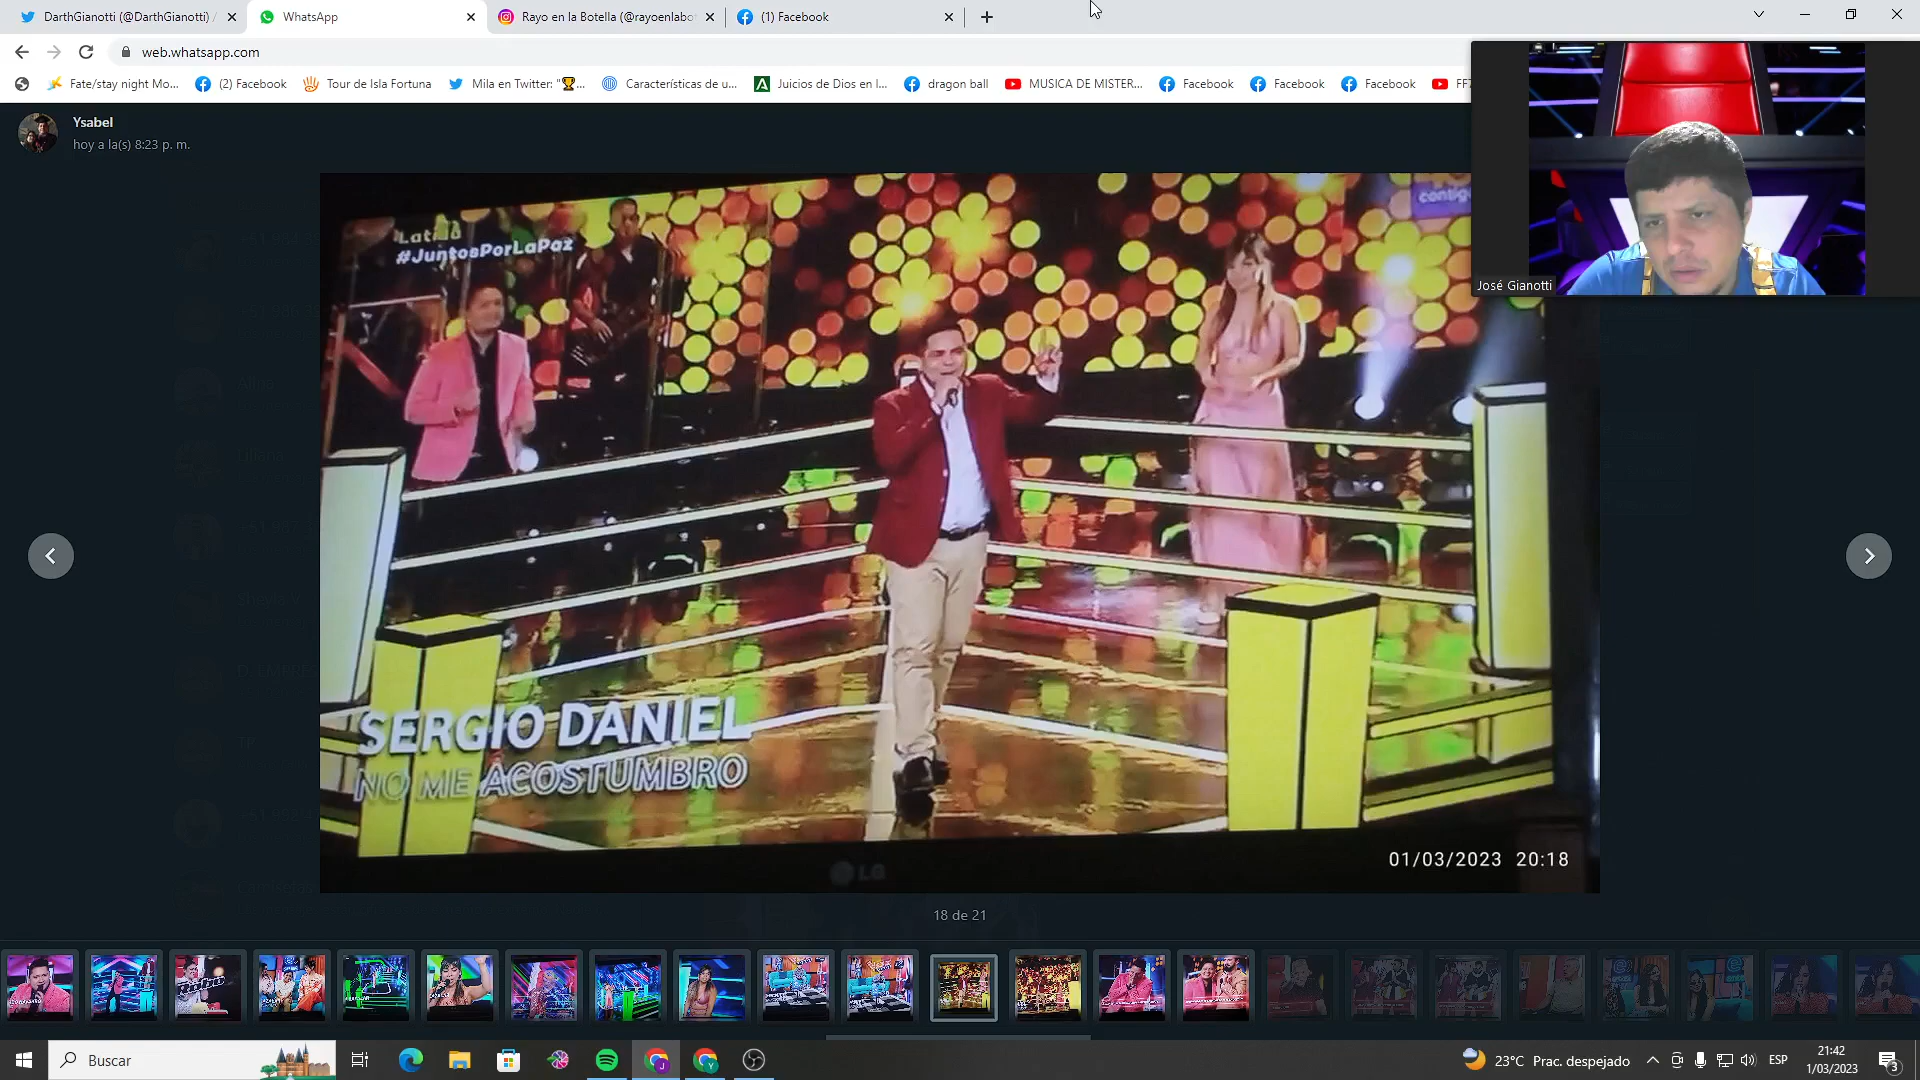 DarthGianotti (@DarthGianotti) /
WhatsApp
Rayo en la Botella (@rayoenlabo
(1) Facebook
web.whatsapp.com
Fate/stay night Mo...
(2) Facebook
Tour de Isla Fortuna
Mila en Twitter: "🏆...
Características de u...
Juicios de Dios en l...
dragon ball
MUSICA DE MISTER...
Facebook
Facebook
Facebook
Ysabel
hoy a la(s) 8:23 p. m.
José Gianotti
Latina
#JuntosPorLaPaz
SERGIO DANIEL
NO ME ACOSTUMBRO
LG
01/03/2023 20:18
18 de 21
Buscar
23°C Prac. despejado
ESP
21:42
1/03/2023
3